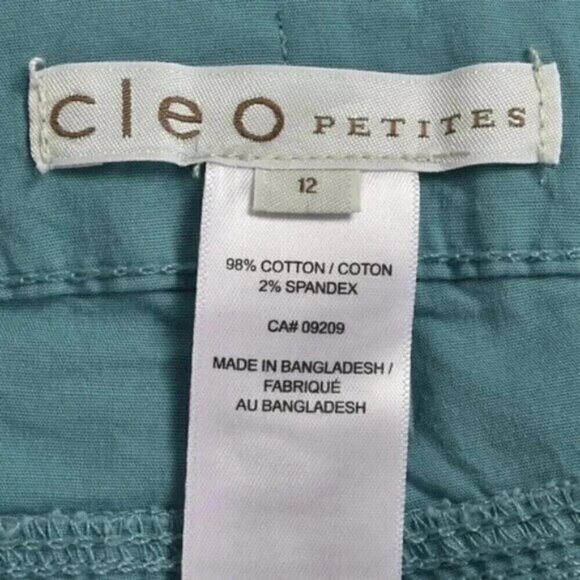 cleo PETITES
12
98% COTTON / COTON
2% SPANDEX
CA# 09209
MADE IN BANGLADESH /
FABRIQUÉ
AU BANGLADESH